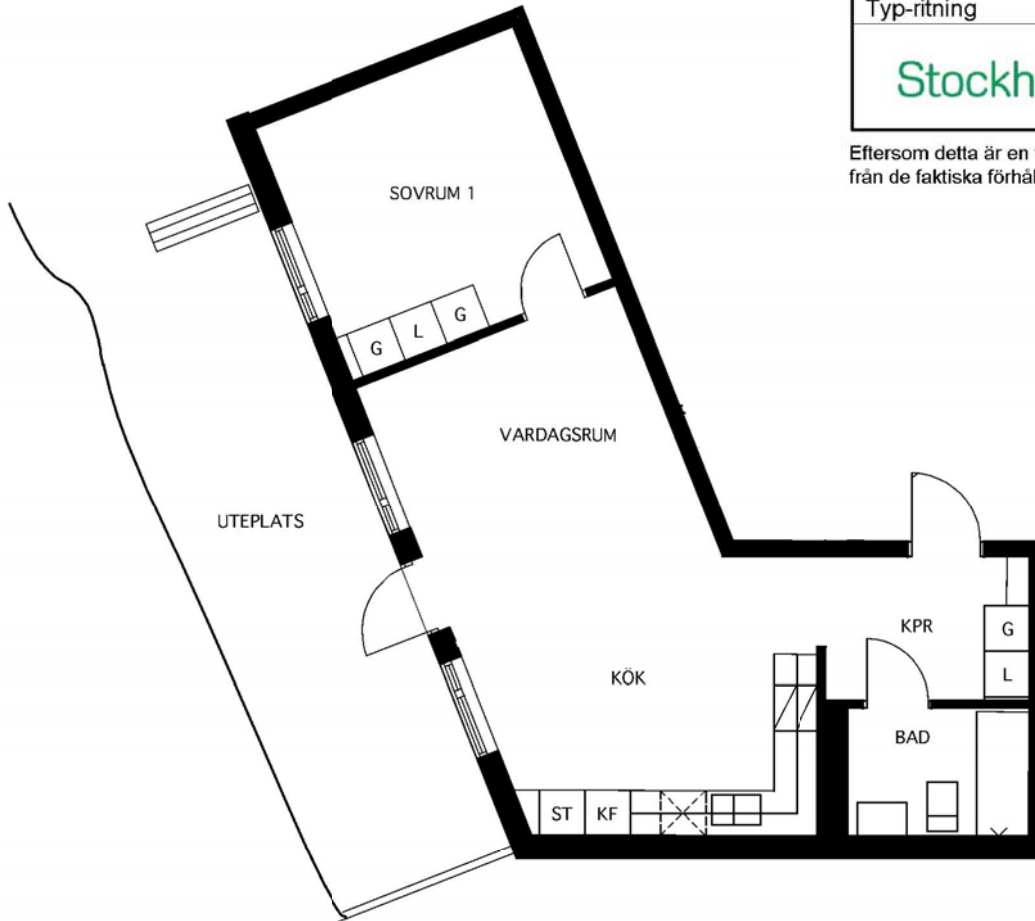 Typ-ritning
Stockh
Eftersom detta är en
från de faktiska förhål
SOVRUM 1
G L G
VARDAGSRUM
UTEPLATS
KPR
G
L
KÖK
BAD
ST KF